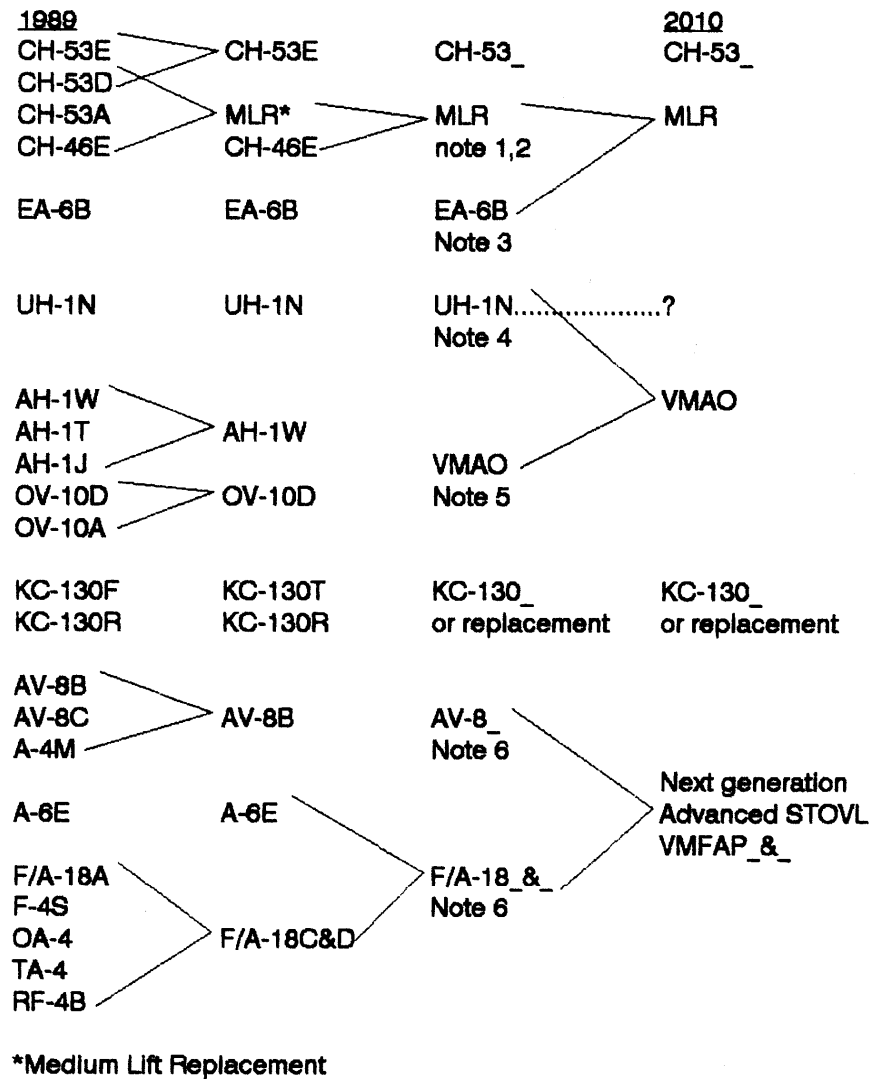 1989 2010
CH-53E CH-53E CH-53_ CH-53_
CH-53D
CH-53A MLR* MLR MLR
CH-46E CH-46E note 1,2
EA-6B EA-6B EA-6B
Note 3
UH-1N UH-1N UH-1N.....................?
Note 4
AH-1W VMAO
AH-1T AH-1W
AH-1J VMAO
OV-10D OV-10D Note 5
OV-10A
KC-130F KC-130T KC-130_ KC-130_
KC-130R KC-130R or replacement or replacement
AV-8B
AV-8C AV-8B AV-8_
A-4M Note 6
Next generation
A-6E A-6E Advanced STOVL
VMFAP_&_
F/A-18A F/A-18_&_
F-4S Note 6
OA-4 F/A-18C&D
TA-4
RF-4B
*Medium Lift Replacement